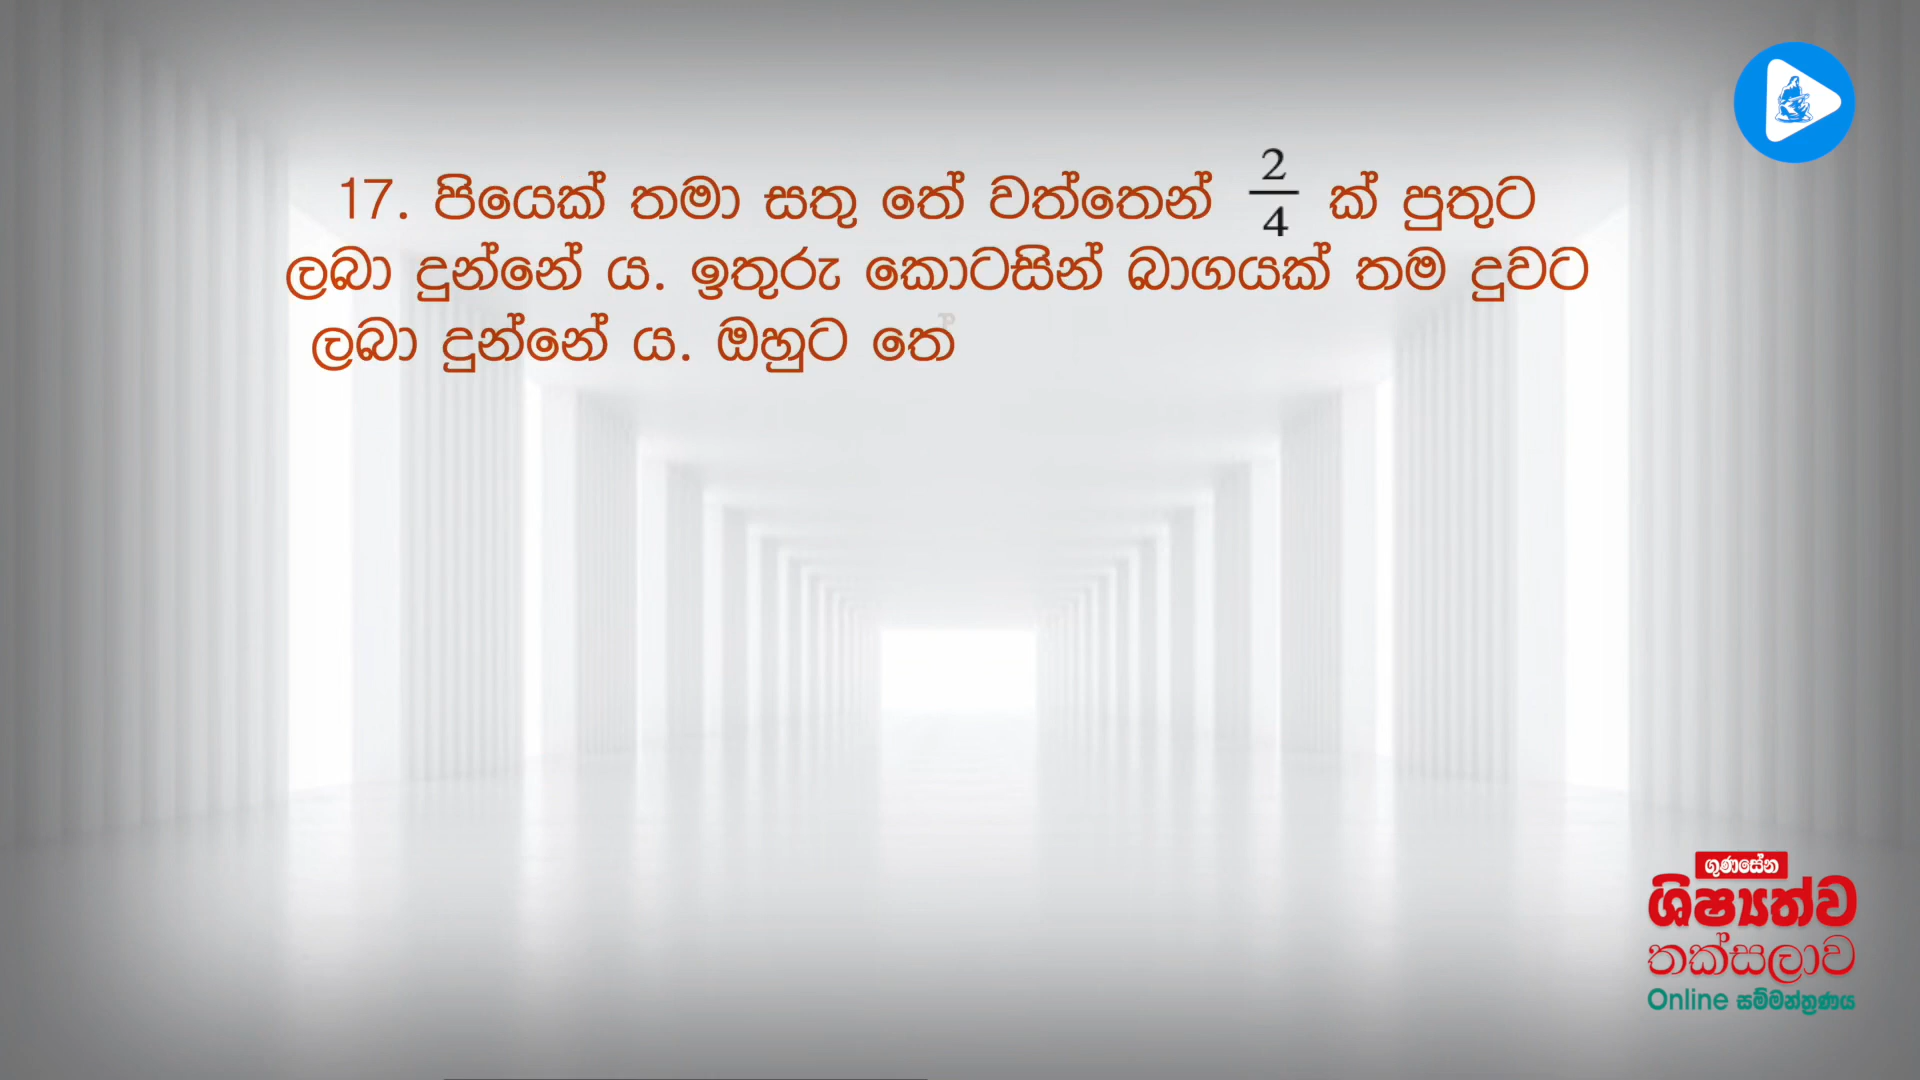 17. පියෙක් තමා සතු තේ වත්තෙන් 2/4 ක් පුතුට
ලබා දුන්නේ ය. ඉතුරු කොටසින් බාගයක් තම දුවට
ලබා දුන්නේ ය. ඔහුට තේ
ගුණසේන
ශිෂ්‍යත්ව
තක්සලාව
Online සම්මන්ත්‍රණය